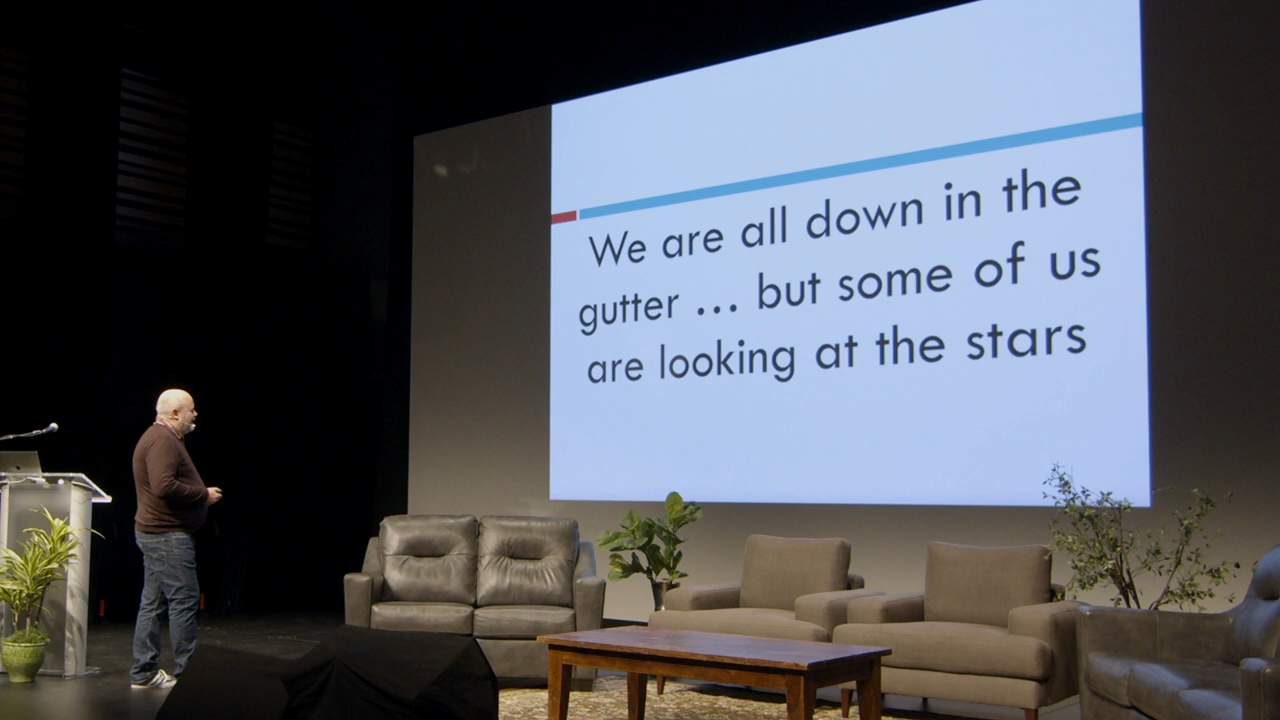 We are all down in the
gutter ... but some of us
are looking at the stars